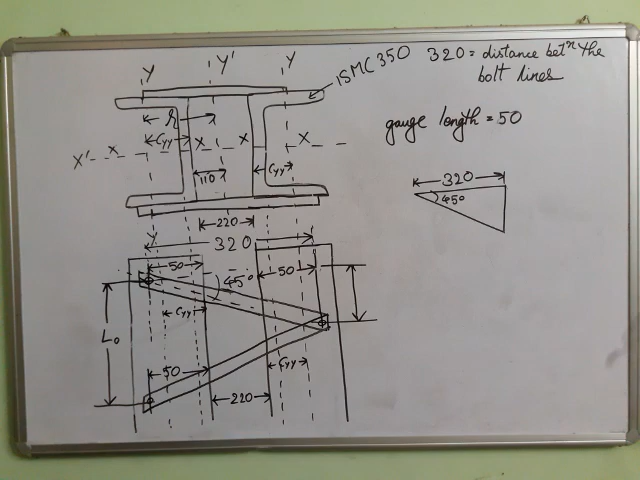 Y Y' Y
ISMC 350
320 = distance betⁿ the
bolt lines
gauge length = 50
h
Cyy X X X
X' X
110 Cyy
220
320
45°
Y
320
50 50
45°
Cyy
L₀
50 Cyy
220